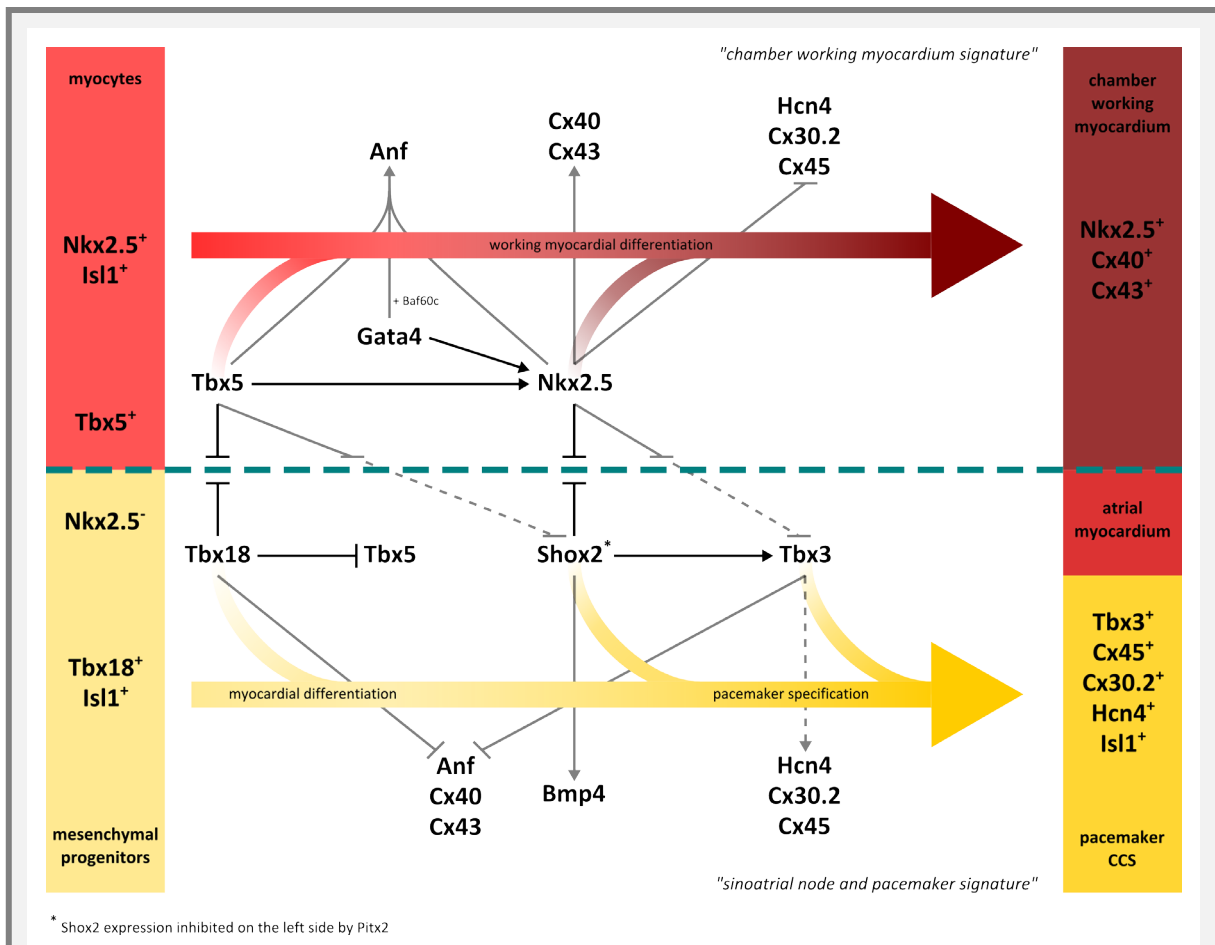 "chamber working myocardium signature"
myocytes
chamber
working
myocardium
Hcn4
Cx30.2
Cx45
Cx40
Cx43
Anf
Nkx2.5⁺
Isl1⁺
working myocardial differentiation
Nkx2.5⁺
Cx40⁺
Cx43⁺
+ Baf60c
Gata4
Tbx5
Nkx2.5
Tbx5⁺
Nkx2.5⁻
atrial
myocardium
Tbx18
Tbx5
Shox2*
Tbx3
Tbx18⁺
Isl1⁺
myocardial differentiation
pacemaker specification
Tbx3⁺
Cx45⁺
Cx30.2⁺
Hcn4⁺
Isl1⁺
Anf
Cx40
Cx43
Bmp4
Hcn4
Cx30.2
Cx45
mesenchymal
progenitors
pacemaker
CCS
"sinoatrial node and pacemaker signature"
* Shox2 expression inhibited on the left side by Pitx2